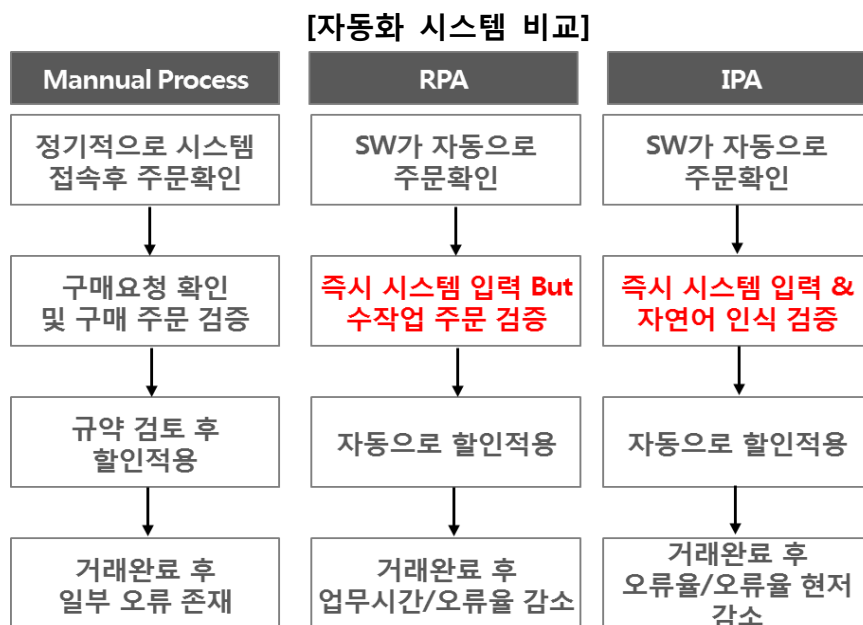 [자동화 시스템 비교]
Mannual Process
정기적으로 시스템
접속후 주문확인
구매요청 확인
및 구매 주문 검증
규약 검토 후
할인적용
거래완료 후
일부 오류 존재
RPA
SW가 자동으로
주문확인
즉시 시스템 입력 But
수작업 주문 검증
자동으로 할인적용
거래완료 후
업무시간/오류율 감소
IPA
SW가 자동으로
주문확인
즉시 시스템 입력 &
자연어 인식 검증
자동으로 할인적용
거래완료 후
오류율/오류율 현저
감소